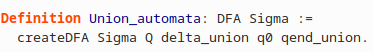 Definition Union_automata: DFA Sigma :=
createDFA Sigma Q delta_union q0 qend_union.